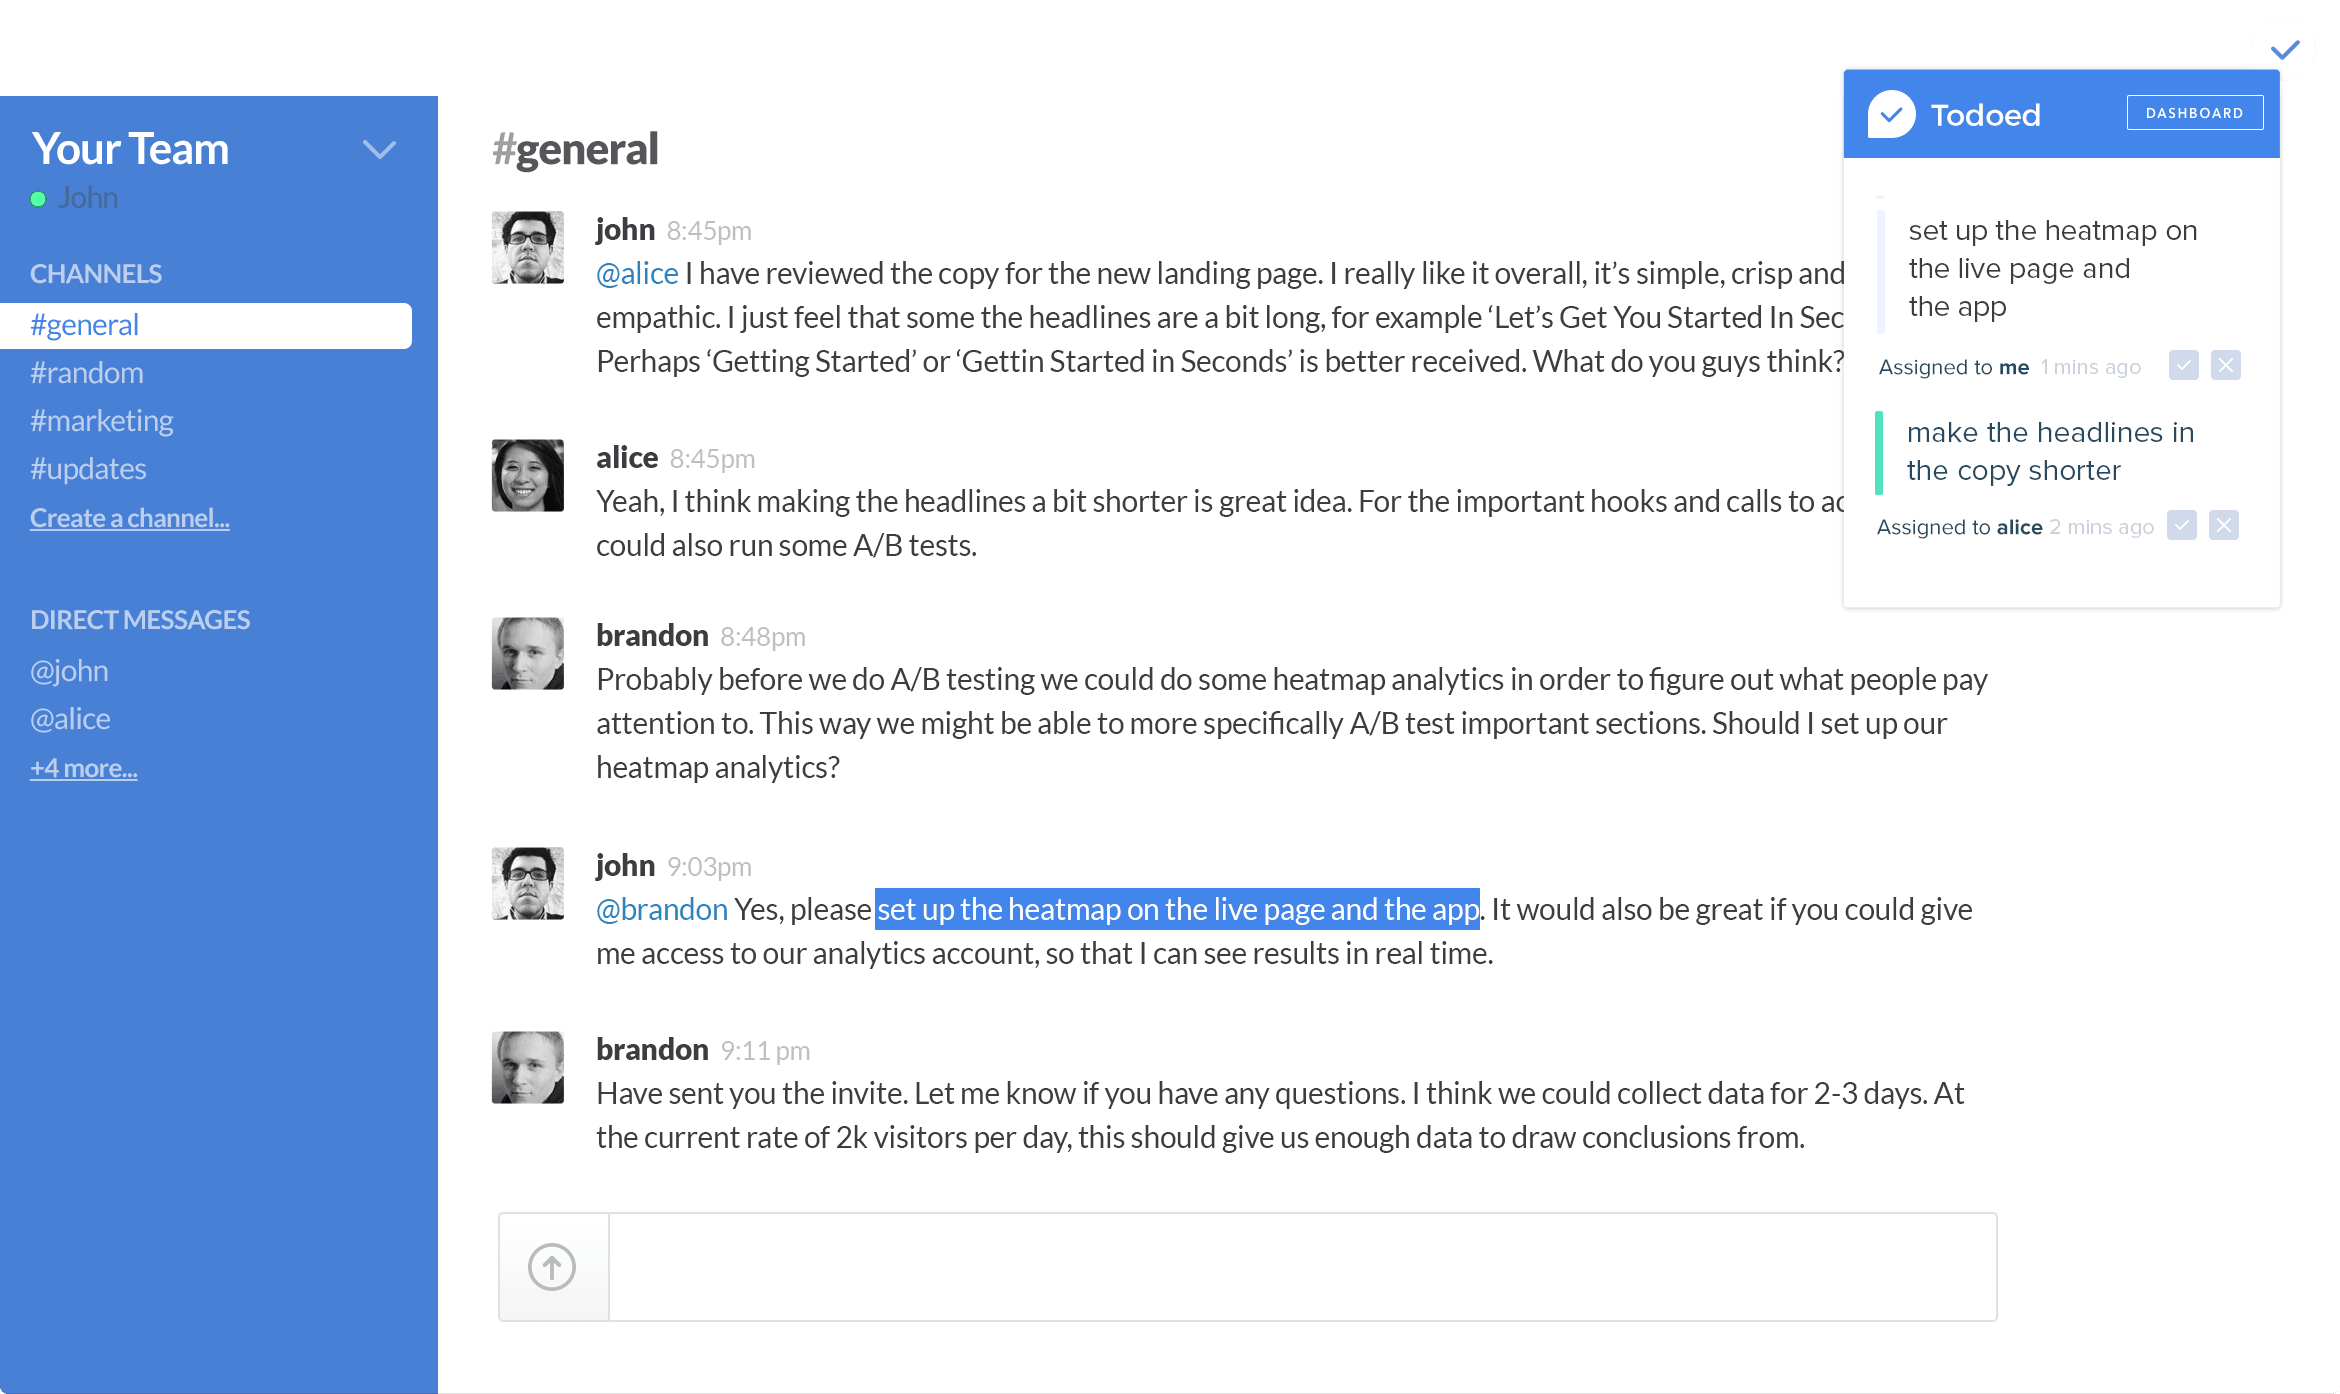 Your Team
John
CHANNELS
#general
#random
#marketing
#updates
Create a channel...
DIRECT MESSAGES
@john
@alice
+4 more...
#general
john 8:45pm
@alice I have reviewed the copy for the new landing page. I really like it overall, it’s simple, crisp and
empathic. I just feel that some the headlines are a bit long, for example ‘Let’s Get You Started In Sec
Perhaps ‘Getting Started’ or ‘Gettin Started in Seconds’ is better received. What do you guys think?
alice 8:45pm
Yeah, I think making the headlines a bit shorter is great idea. For the important hooks and calls to ac
could also run some A/B tests.
brandon 8:48pm
Probably before we do A/B testing we could do some heatmap analytics in order to figure out what people pay
attention to. This way we might be able to more specifically A/B test important sections. Should I set up our
heatmap analytics?
john 9:03pm
@brandon Yes, please set up the heatmap on the live page and the app. It would also be great if you could give
me access to our analytics account, so that I can see results in real time.
brandon 9:11 pm
Have sent you the invite. Let me know if you have any questions. I think we could collect data for 2-3 days. At
the current rate of 2k visitors per day, this should give us enough data to draw conclusions from.
Todoed
DASHBOARD
set up the heatmap on
the live page and
the app
Assigned to me 1 mins ago
make the headlines in
the copy shorter
Assigned to alice 2 mins ago